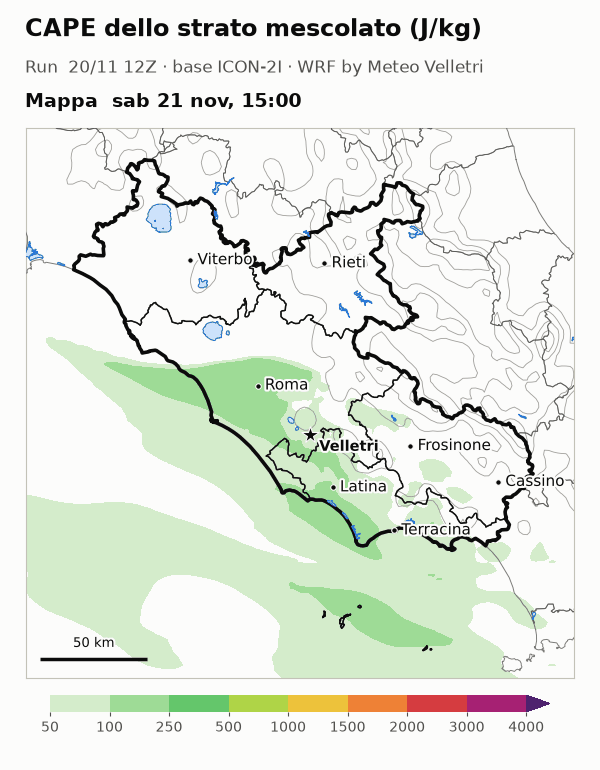 CAPE dello strato mescolato (J/kg)
Run  20/11 12Z · base ICON-2I · WRF by Meteo Velletri
Mappa  sab 21 nov, 15:00
Viterbo
Rieti
Roma
Velletri
Frosinone
Cassino
Latina
Terracina
50 km
50 100 250 500 1000 1500 2000 3000 4000